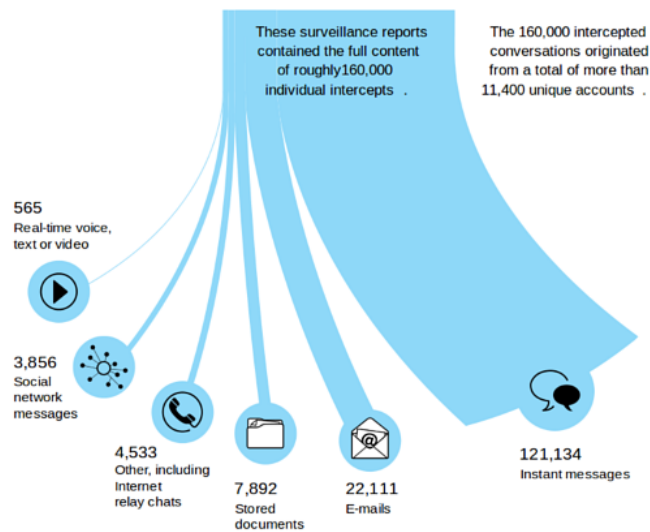 These surveillance reports
contained the full content
of roughly160,000
individual intercepts .
The 160,000 intercepted
conversations originated
from a total of more than
11,400 unique accounts .
565
Real-time voice,
text or video
3,856
Social
network
messages
4,533
Other, including
Internet
relay chats
7,892
Stored
documents
22,111
E-mails
@
121,134
Instant messages